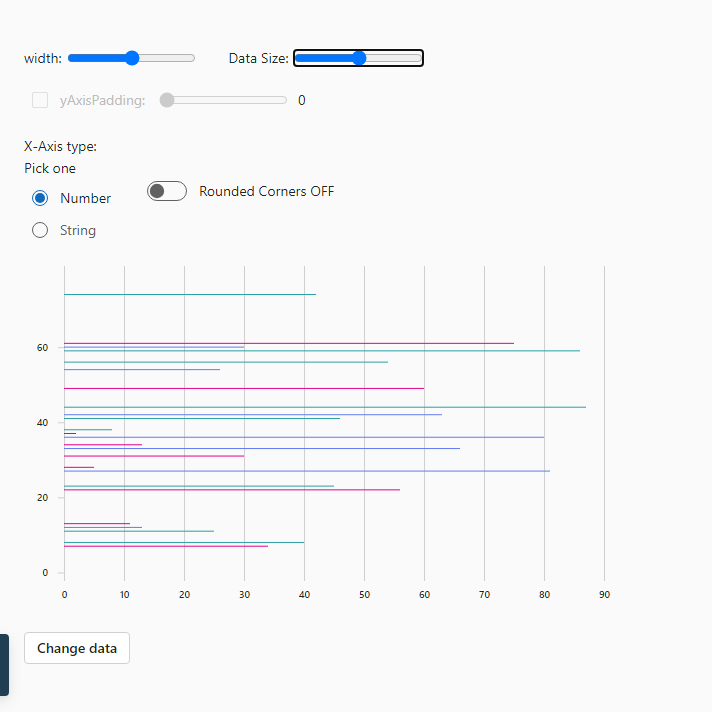 width: Data Size:
yAxisPadding: 0
X-Axis type:
Pick one
Number Rounded Corners OFF
String
60
40
20
0
0 10 20 30 40 50 60 70 80 90
Change data